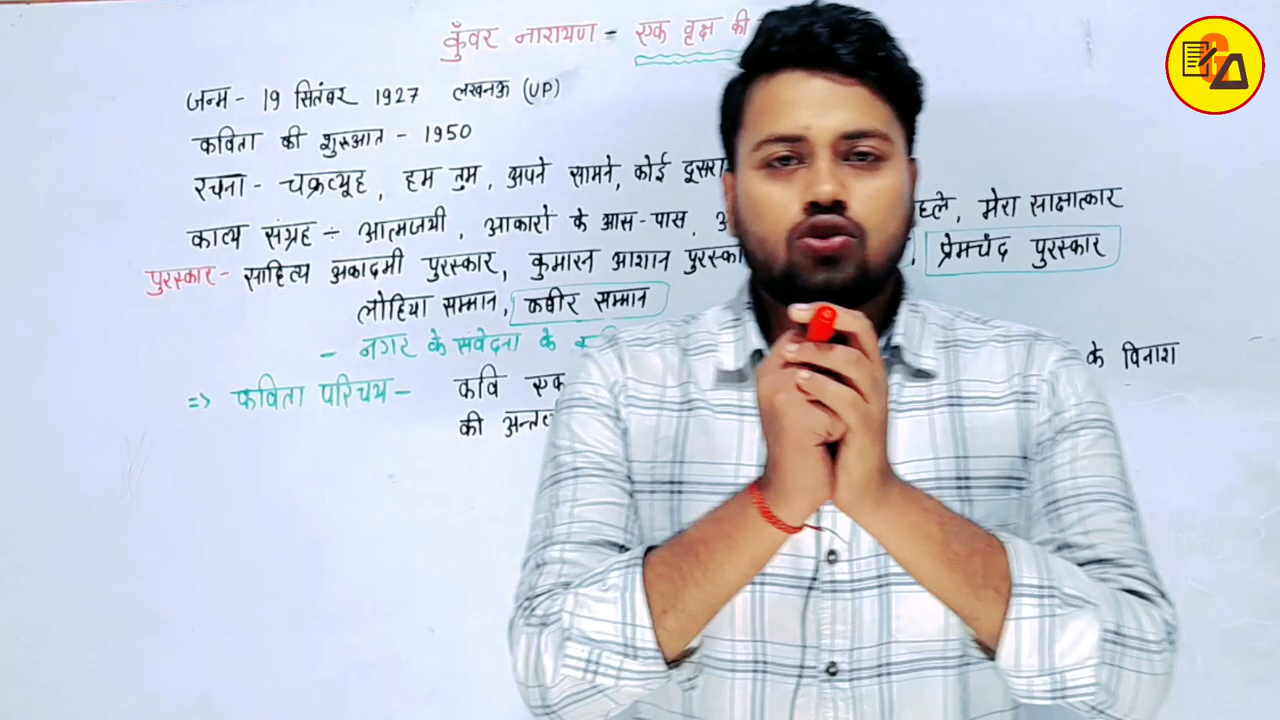 कुँवर नारायण - एक वृक्ष की
जन्म - 19 सितंबर 1927 लखनऊ (UP)
कविता की शुरुआत - 1950
रचना - चक्रव्यूह, हम तुम, अपने सामने, कोई दूसरा
काव्य संग्रह ÷ आत्मजयी, आकारों के आस-पास, मेरा साक्षात्कार
पुरस्कार - साहित्य अकादमी पुरस्कार, कुमारन आशान, प्रेमचंद पुरस्कार
लोहिया सम्मान, कबीर सम्मान
- नगर के संवेदना के
=> कविता परिचय - कवि एक के विनाश
की